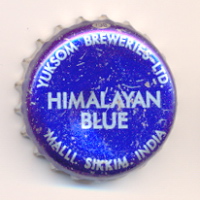 YUKSOM BREWERIES LTD.
HIMALAYAN
BLUE
MALLI, SIKKIM, INDIA